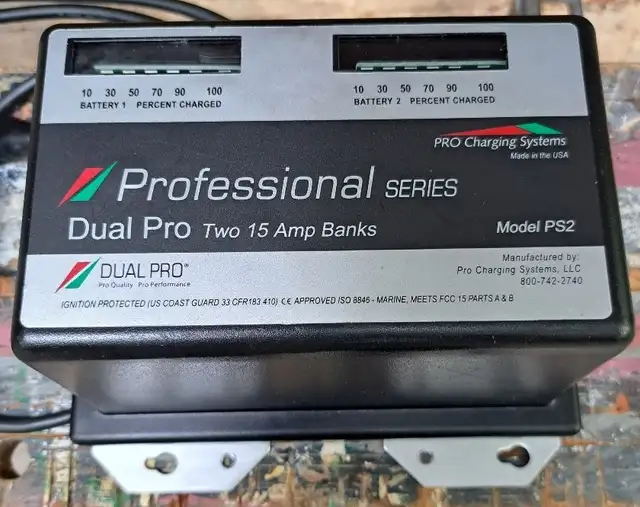 10 30 50 70 90 100
BATTERY 1 PERCENT CHARGED
10 30 50 70 90 100
BATTERY 2 PERCENT CHARGED
PRO Charging Systems
Made in the USA
Professional SERIES
Dual Pro Two 15 Amp Banks
Model PS2
DUAL PRO®
Pro Quality Pro Performance
Manufactured by:
Pro Charging Systems, LLC
800-742-2740
IGNITION PROTECTED (US COAST GUARD 33 CFR183.410) CE APPROVED ISO 8846 - MARINE, MEETS FCC 15 PARTS A & B